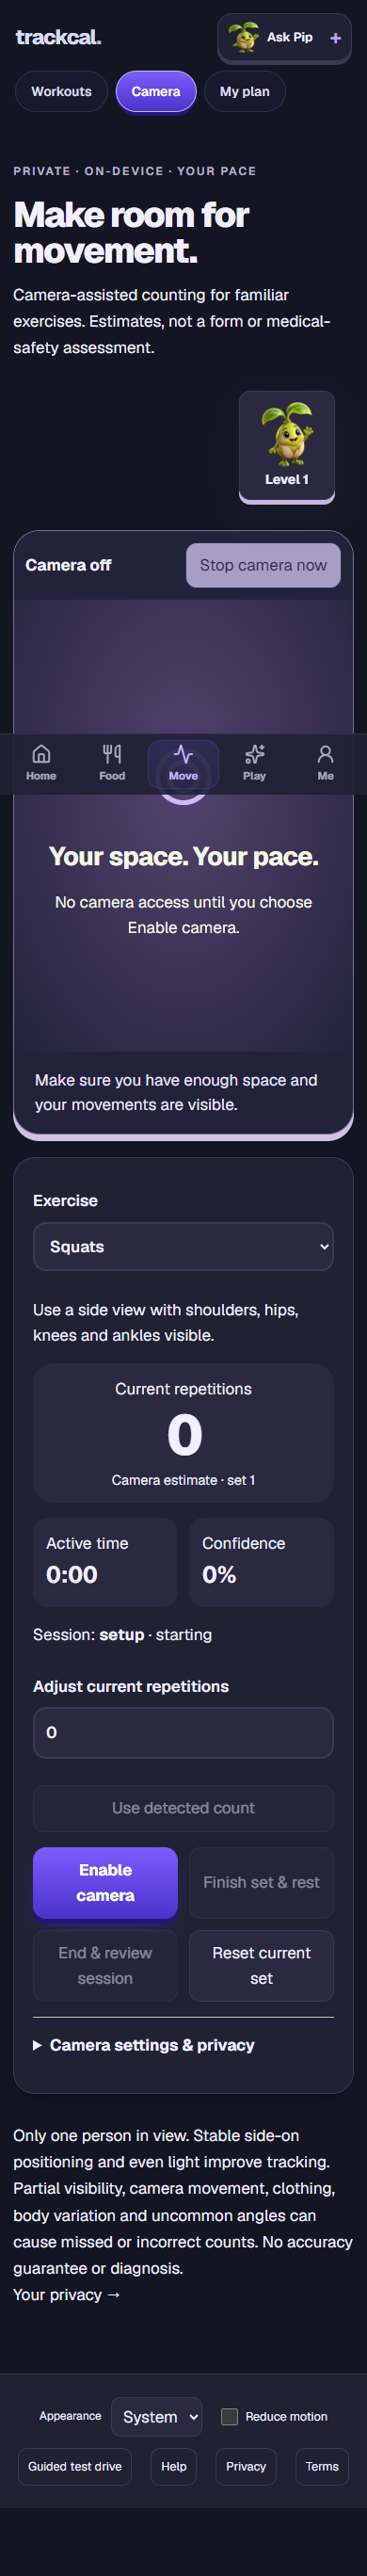 trackcal.
Ask Pip +
Workouts
Camera
My plan
PRIVATE · ON-DEVICE · YOUR PACE
Make room for
movement.
Camera-assisted counting for familiar
exercises. Estimates, not a form or medical-
safety assessment.
Level 1
Camera off
Stop camera now
Home
Food
Move
Play
Me
Your space. Your pace.
No camera access until you choose
Enable camera.
Make sure you have enough space and
your movements are visible.
Exercise
Squats
Use a side view with shoulders, hips,
knees and ankles visible.
Current repetitions
0
Camera estimate · set 1
Active time
0:00
Confidence
0%
Session: setup · starting
Adjust current repetitions
0
Use detected count
Enable
camera
Finish set & rest
End & review
session
Reset current
set
Camera settings & privacy
Only one person in view. Stable side-on
positioning and even light improve tracking.
Partial visibility, camera movement, clothing,
body variation and uncommon angles can
cause missed or incorrect counts. No accuracy
guarantee or diagnosis.
Your privacy →
Appearance
System
Reduce motion
Guided test drive
Help
Privacy
Terms